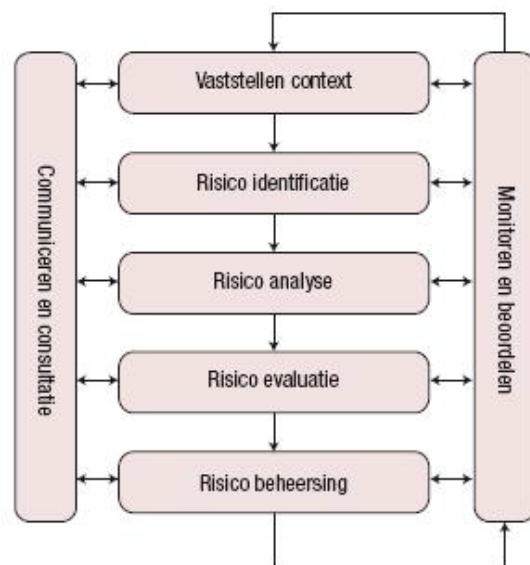 Vaststellen context
Risico identificatie
Risico analyse
Risico evaluatie
Risico beheersing
Communiceren en consultatie
Monitoren en beoordelen